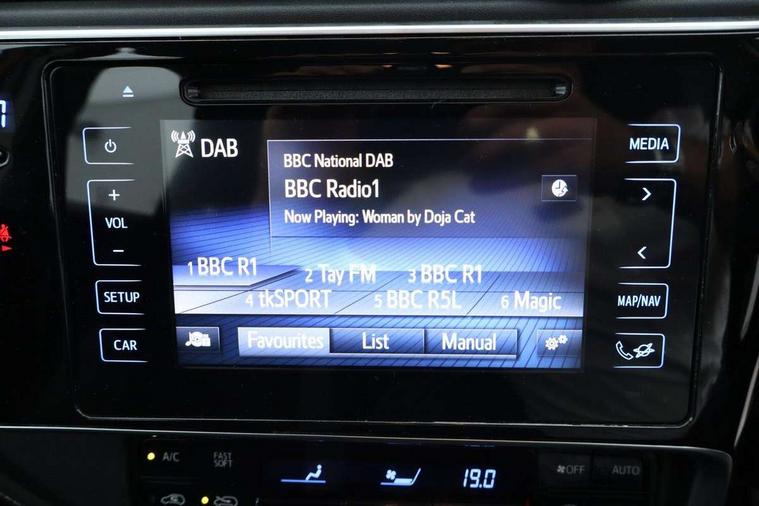 DAB
BBC National DAB
BBC Radio1
Now Playing: Woman by Doja Cat
1 BBC R1
2 Tay FM
3 BBC R1
4 tkSPORT
5 BBC R5L
6 Magic
Favourites
List
Manual
+
VOL
−
SETUP
CAR
MEDIA
>
<
MAP/NAV
A/C
FAST
SOFT
19.0
OFF
AUTO